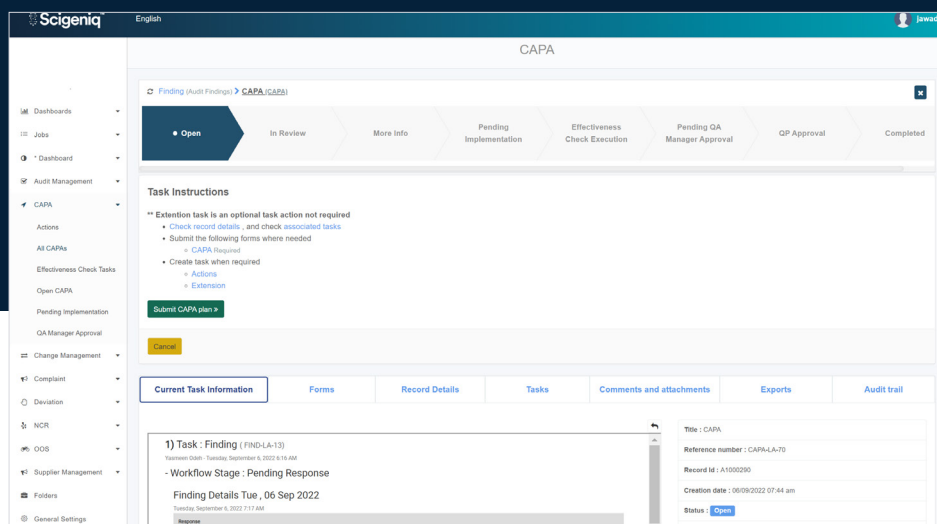 Scigeniq
English
jawad
CAPA
Finding (Audit Findings) > CAPA (CAPA)
Open
In Review
More Info
Pending Implementation
Effectiveness Check Execution
Pending QA Manager Approval
QP Approval
Completed
Dashboards
Jobs
* Dashboard
Audit Management
CAPA
Actions
All CAPAs
Effectiveness Check Tasks
Open CAPA
Pending Implementation
QA Manager Approval
Change Management
Complaint
Deviation
NCR
OOS
Supplier Management
Folders
General Settings
Task Instructions
** Extention task is an optional task action not required
• Check record details , and check associated tasks
• Submit the following forms where needed
CAPA Required
• Create task when required
Actions
Extension
Submit CAPA plan »
Cancel
Current Task Information
Forms
Record Details
Tasks
Comments and attachments
Exports
Audit trail
1) Task : Finding ( FIND-LA-13)
Yasmeen Odeh - Tuesday, September 6, 2022 6:16 AM
- Workflow Stage : Pending Response
Finding Details Tue , 06 Sep 2022
Tuesday, September 6, 2022 7:17 AM
Response
Title : CAPA
Reference number : CAPA-LA-70
Record Id : A1000290
Creation date : 06/09/2022 07:44 am
Status : Open